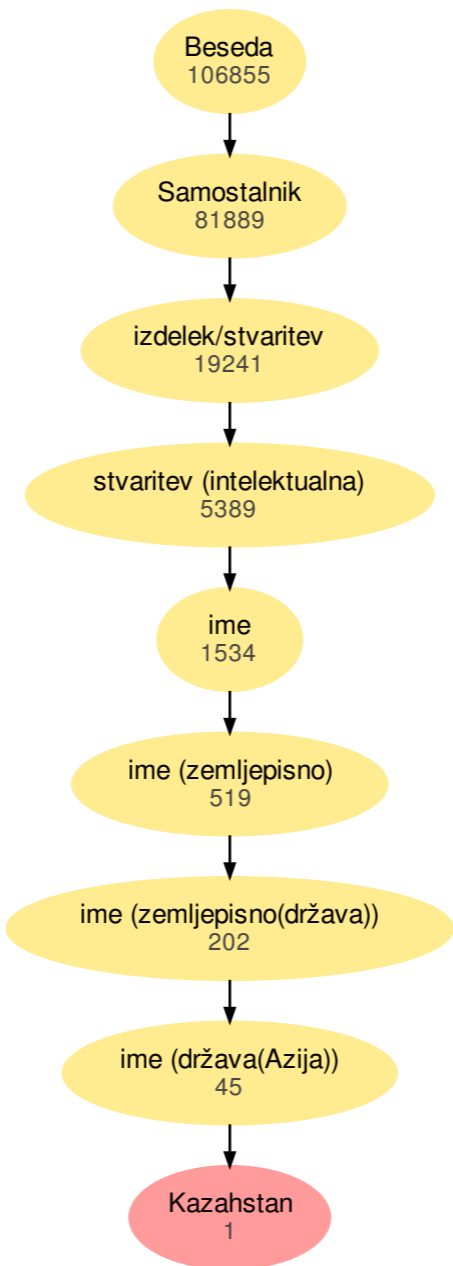 Beseda
106855
Samostalnik
81889
izdelek/stvaritev
19241
stvaritev (intelektualna)
5389
ime
1534
ime (zemljepisno)
519
ime (zemljepisno(država))
202
ime (država(Azija))
45
Kazahstan
1